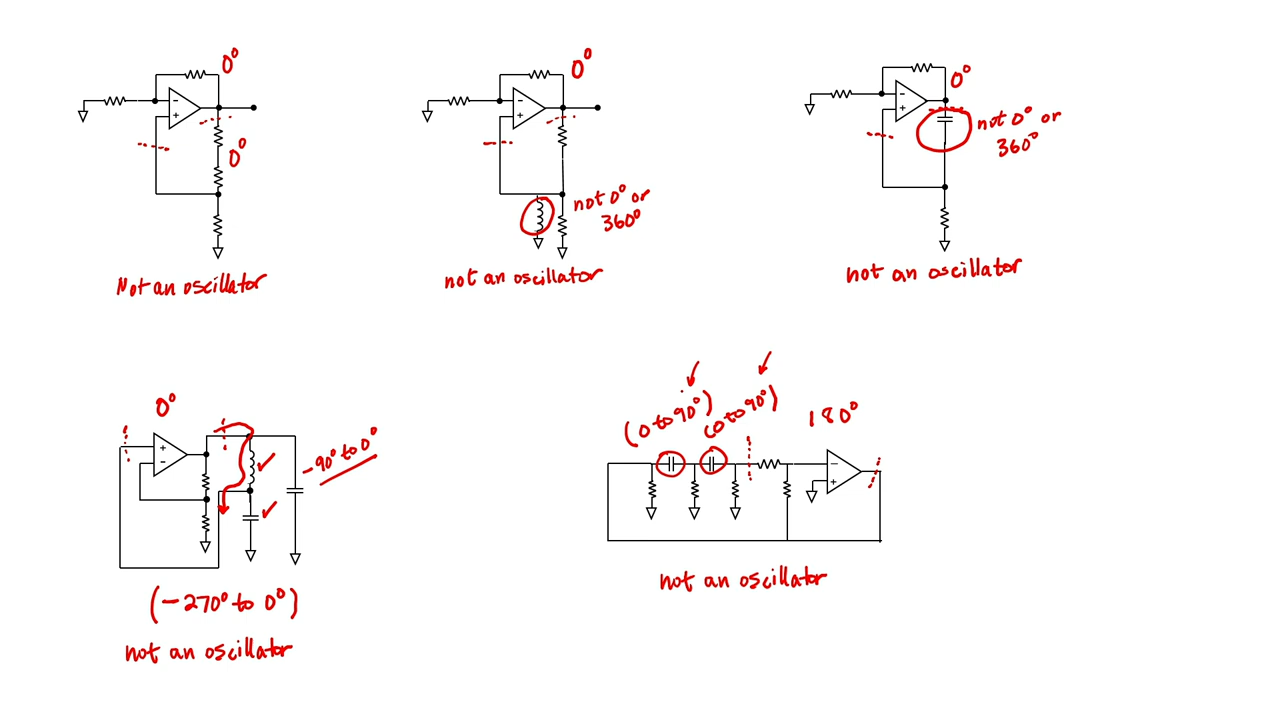 0°
0°
Not an oscillator
0°
not 0° or
360°
not an oscillator
0°
not 0° or
360°
not an oscillator
0°
-90° to 0°
(-270° to 0°)
not an oscillator
(0 to 90°)
(0 to 90°)
180°
not an oscillator